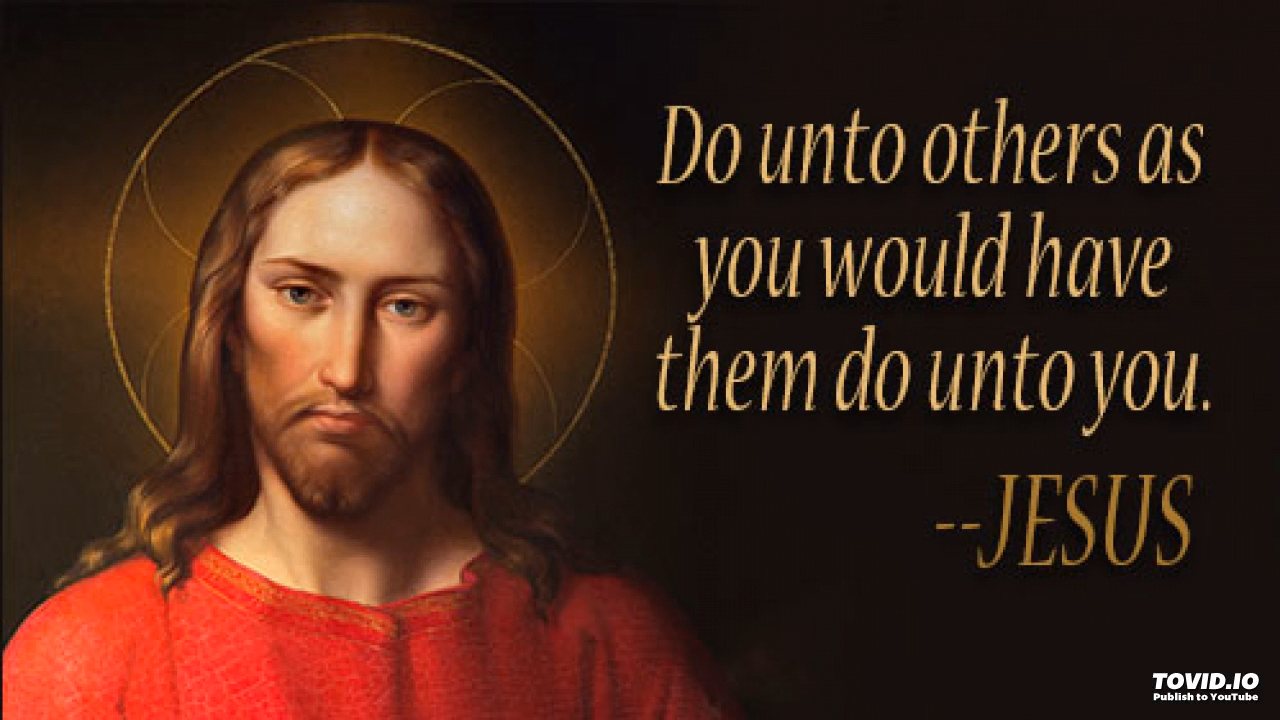 Do unto others as
you would have
them do unto you.
--JESUS
TOVID.IO
Publish to YouTube